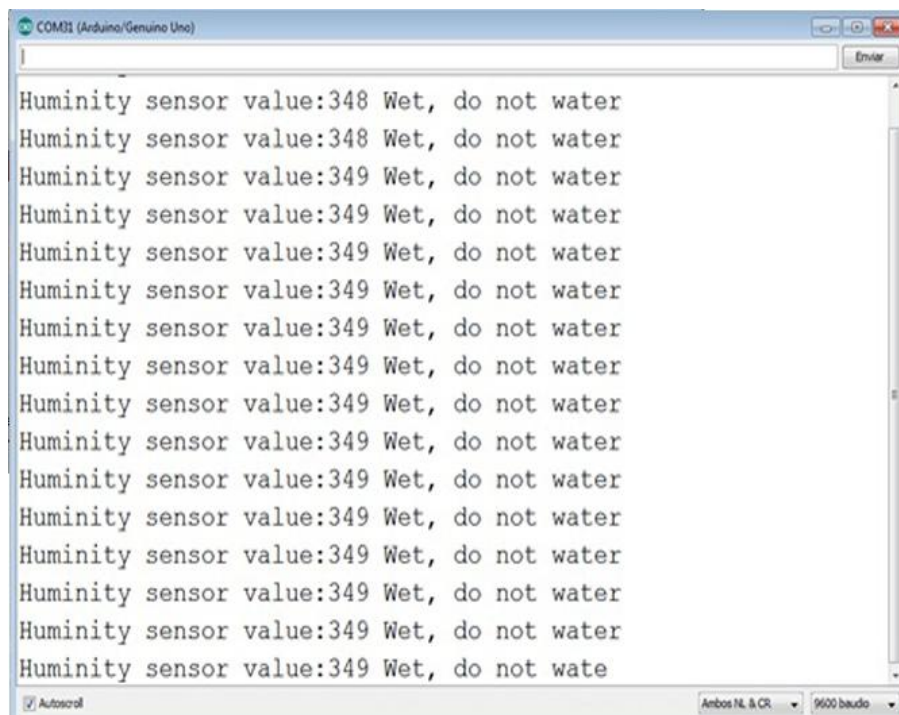 COM31 (Arduino/Genuino Uno)
Enviar
Huminity sensor value:348 Wet, do not water
Huminity sensor value:348 Wet, do not water
Huminity sensor value:349 Wet, do not water
Huminity sensor value:349 Wet, do not water
Huminity sensor value:349 Wet, do not water
Huminity sensor value:349 Wet, do not water
Huminity sensor value:349 Wet, do not water
Huminity sensor value:349 Wet, do not water
Huminity sensor value:349 Wet, do not water
Huminity sensor value:349 Wet, do not water
Huminity sensor value:349 Wet, do not water
Huminity sensor value:349 Wet, do not water
Huminity sensor value:349 Wet, do not water
Huminity sensor value:349 Wet, do not water
Huminity sensor value:349 Wet, do not water
Huminity sensor value:349 Wet, do not wate
Autoscroll Ambos NL & CR 9600 baudio